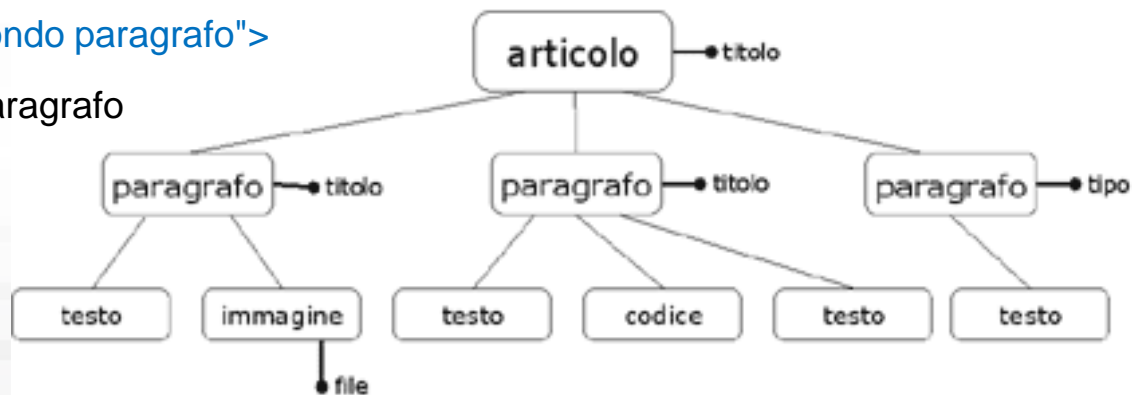 ondo paragrafo">
aragrafo
articolo titolo
paragrafo titolo paragrafo titolo paragrafo tipo
testo immagine testo codice testo testo
file